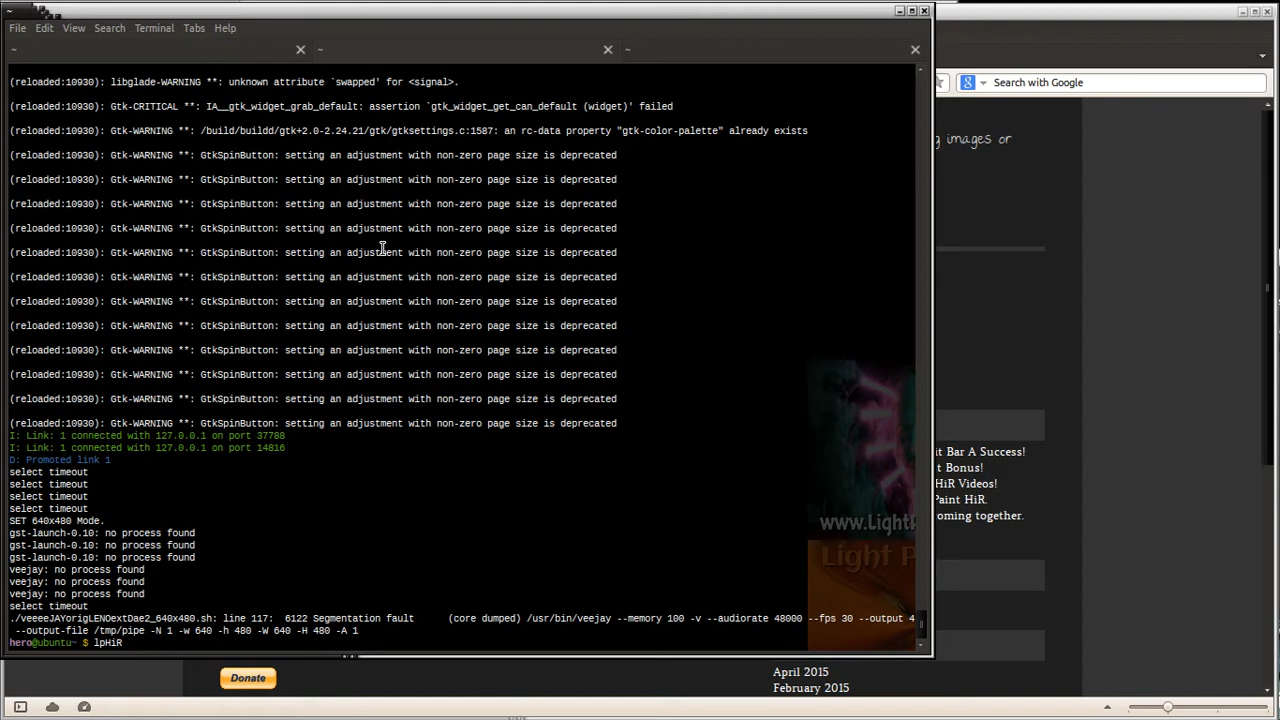 ~
File Edit View Search Terminal Tabs Help
~ ~ ~
(reloaded:10930): libglade-WARNING **: unknown attribute `swapped' for <signal>.
(reloaded:10930): Gtk-CRITICAL **: IA__gtk_widget_grab_default: assertion `gtk_widget_get_can_default (widget)' failed
(reloaded:10930): Gtk-WARNING **: /build/buildd/gtk+2.0-2.24.21/gtk/gtksettings.c:1587: an rc-data property "gtk-color-palette" already exists
(reloaded:10930): Gtk-WARNING **: GtkSpinButton: setting an adjustment with non-zero page size is deprecated
(reloaded:10930): Gtk-WARNING **: GtkSpinButton: setting an adjustment with non-zero page size is deprecated
(reloaded:10930): Gtk-WARNING **: GtkSpinButton: setting an adjustment with non-zero page size is deprecated
(reloaded:10930): Gtk-WARNING **: GtkSpinButton: setting an adjustment with non-zero page size is deprecated
(reloaded:10930): Gtk-WARNING **: GtkSpinButton: setting an adjustment with non-zero page size is deprecated
(reloaded:10930): Gtk-WARNING **: GtkSpinButton: setting an adjustment with non-zero page size is deprecated
(reloaded:10930): Gtk-WARNING **: GtkSpinButton: setting an adjustment with non-zero page size is deprecated
(reloaded:10930): Gtk-WARNING **: GtkSpinButton: setting an adjustment with non-zero page size is deprecated
(reloaded:10930): Gtk-WARNING **: GtkSpinButton: setting an adjustment with non-zero page size is deprecated
(reloaded:10930): Gtk-WARNING **: GtkSpinButton: setting an adjustment with non-zero page size is deprecated
(reloaded:10930): Gtk-WARNING **: GtkSpinButton: setting an adjustment with non-zero page size is deprecated
(reloaded:10930): Gtk-WARNING **: GtkSpinButton: setting an adjustment with non-zero page size is deprecated
I: Link: 1 connected with 127.0.0.1 on port 37788
I: Link: 1 connected with 127.0.0.1 on port 14816
D: Promoted link 1
select timeout
select timeout
select timeout
select timeout
SET 640x480 Mode.
gst-launch-0.10: no process found
gst-launch-0.10: no process found
gst-launch-0.10: no process found
veejay: no process found
veejay: no process found
veejay: no process found
select timeout
./veeeeJAYorigLENOextDae2_640x480.sh: line 117: 6122 Segmentation fault (core dumped) /usr/bin/veejay --memory 100 -v --audiorate 48000 --fps 30 --output 4
--output-file /tmp/pipe -N 1 -w 640 -h 480 -W 640 -H 480 -A 1
hero@ubuntu~ $ lpHiR
Search with Google
g images or
www.LightP
Light P
it Bar A Success!
t Bonus!
HiR Videos!
Paint HiR.
coming together.
Donate
April 2015
February 2015